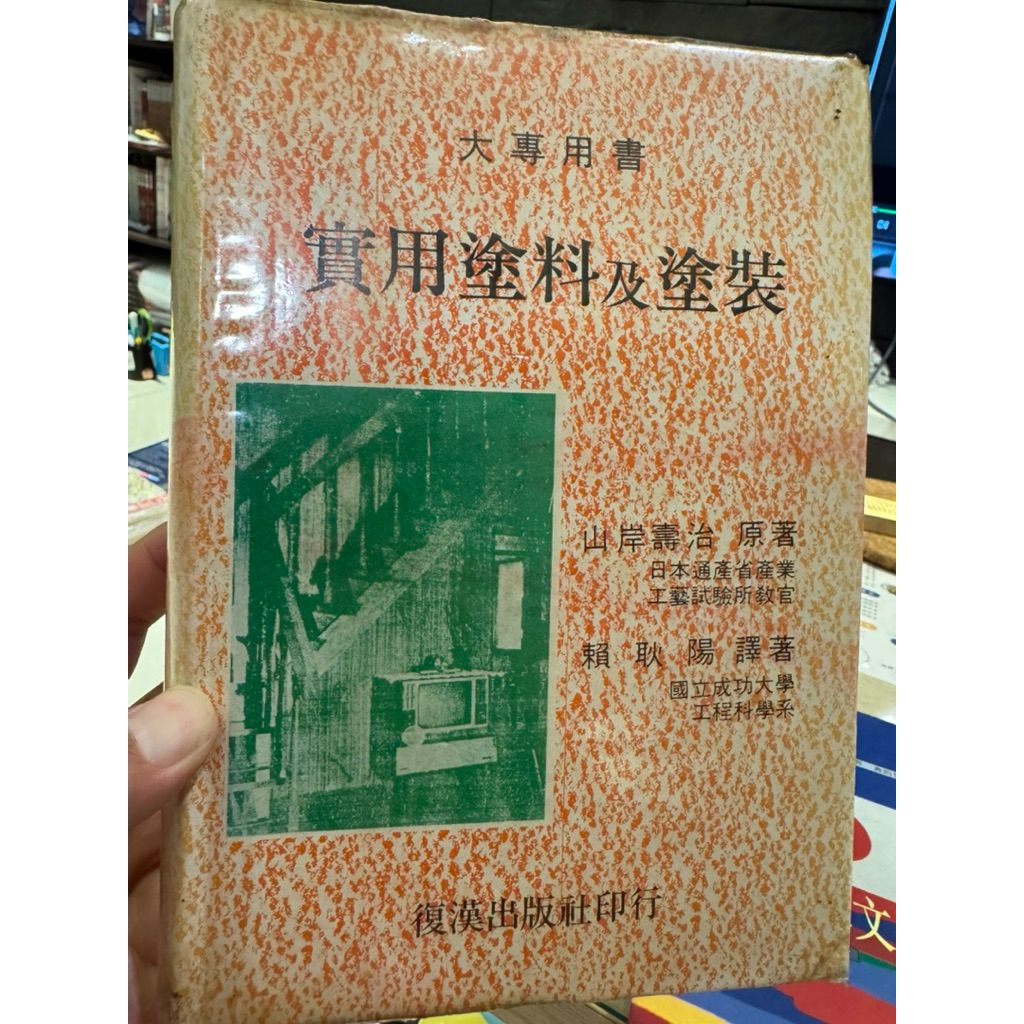 大專用書
實用塗料及塗裝
山岸壽治 原著
日本通產省產業
工藝試驗所教官
賴耿陽 譯著
國立成功大學
工程科學系
復漢出版社印行
文